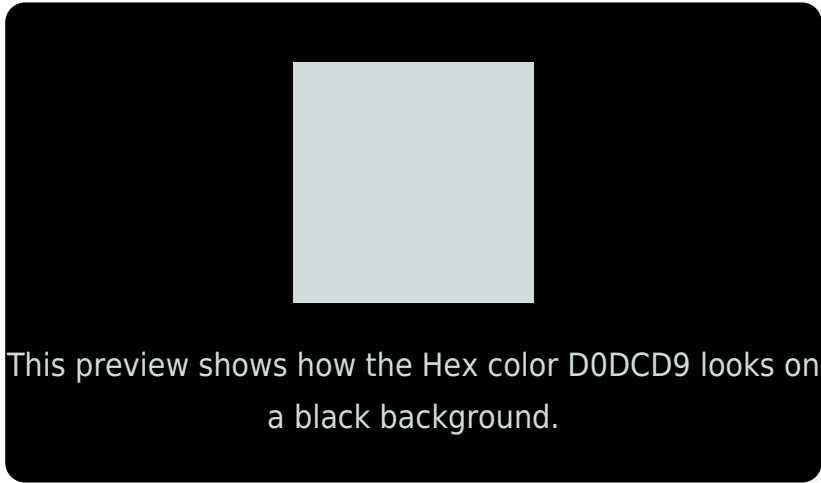 This preview shows how the Hex color D0DCD9 looks on
a black background.